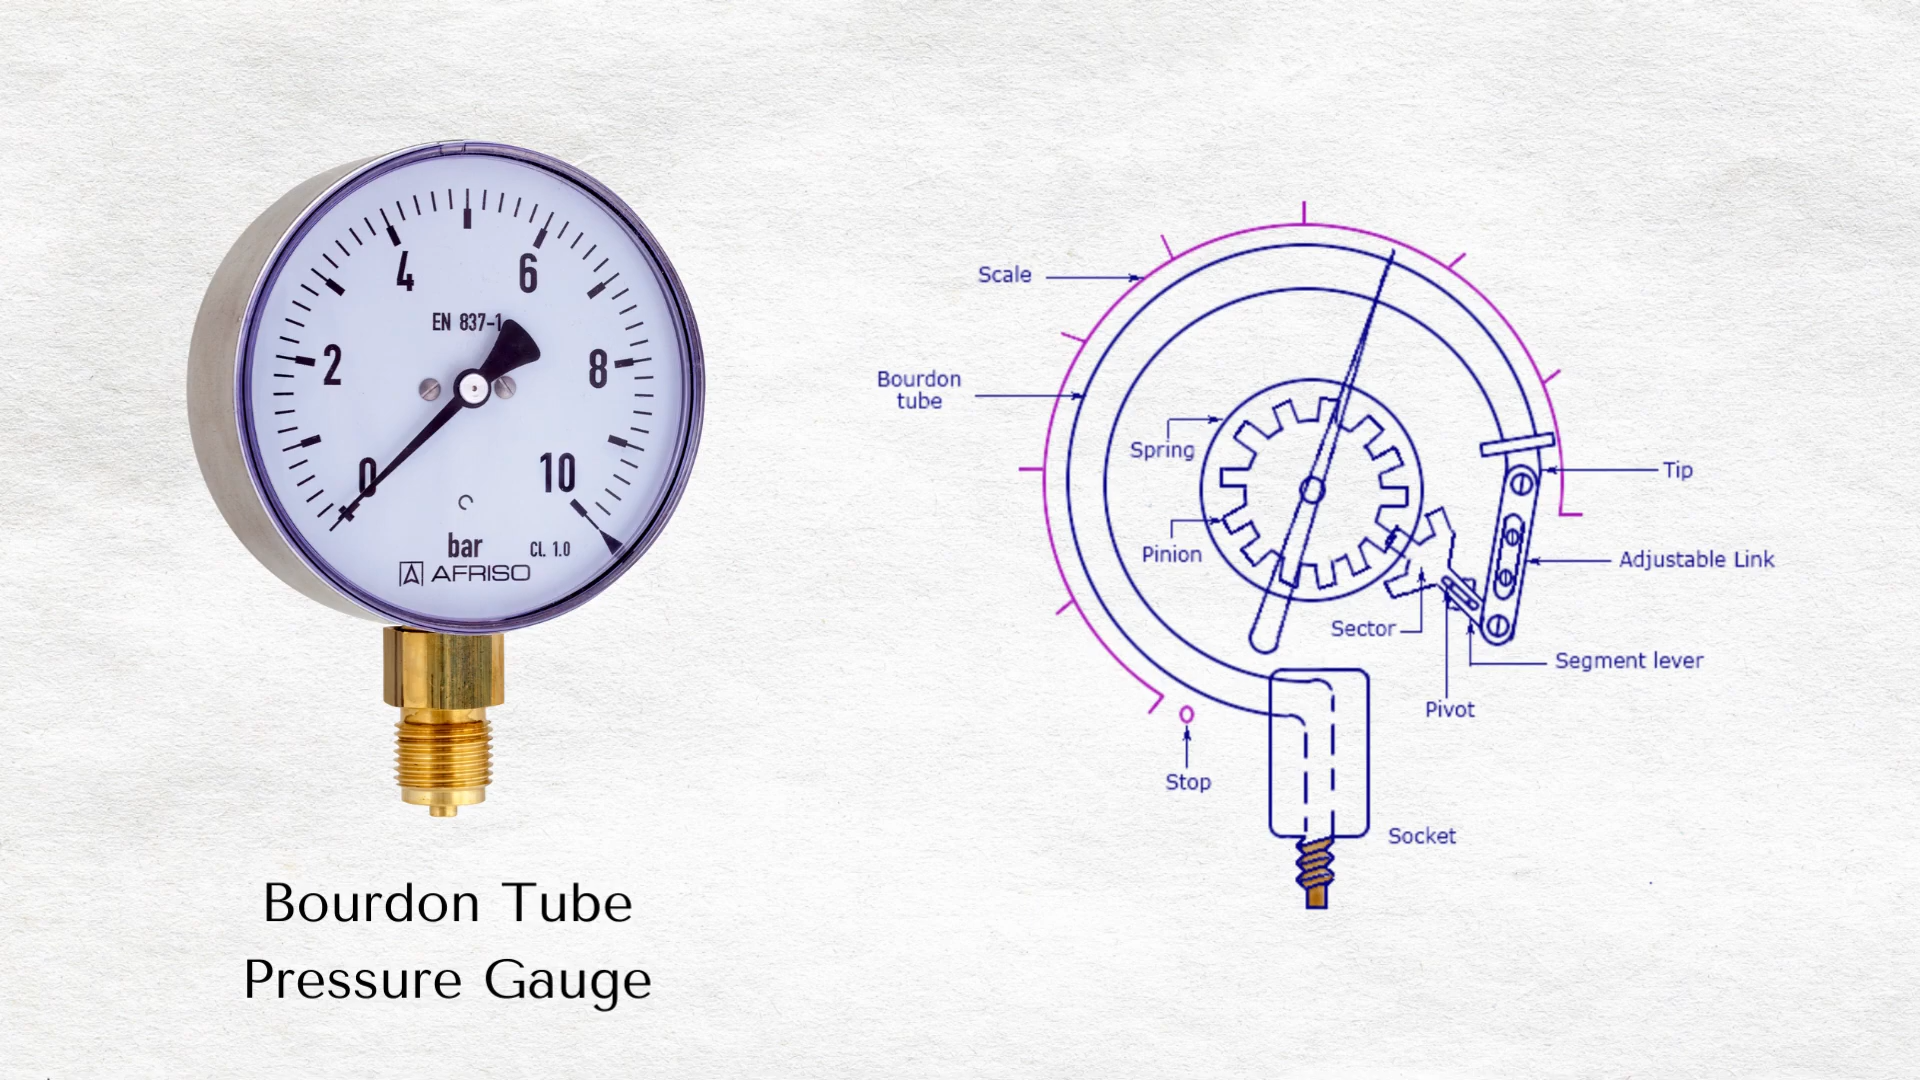 4
6
EN 837-1
2
8
0
10
bar
CL. 1.0
AFRISO
Bourdon Tube
Pressure Gauge
Scale
Bourdon
tube
Spring
Pinion
Tip
Adjustable Link
Sector
Segment lever
Pivot
Stop
Socket